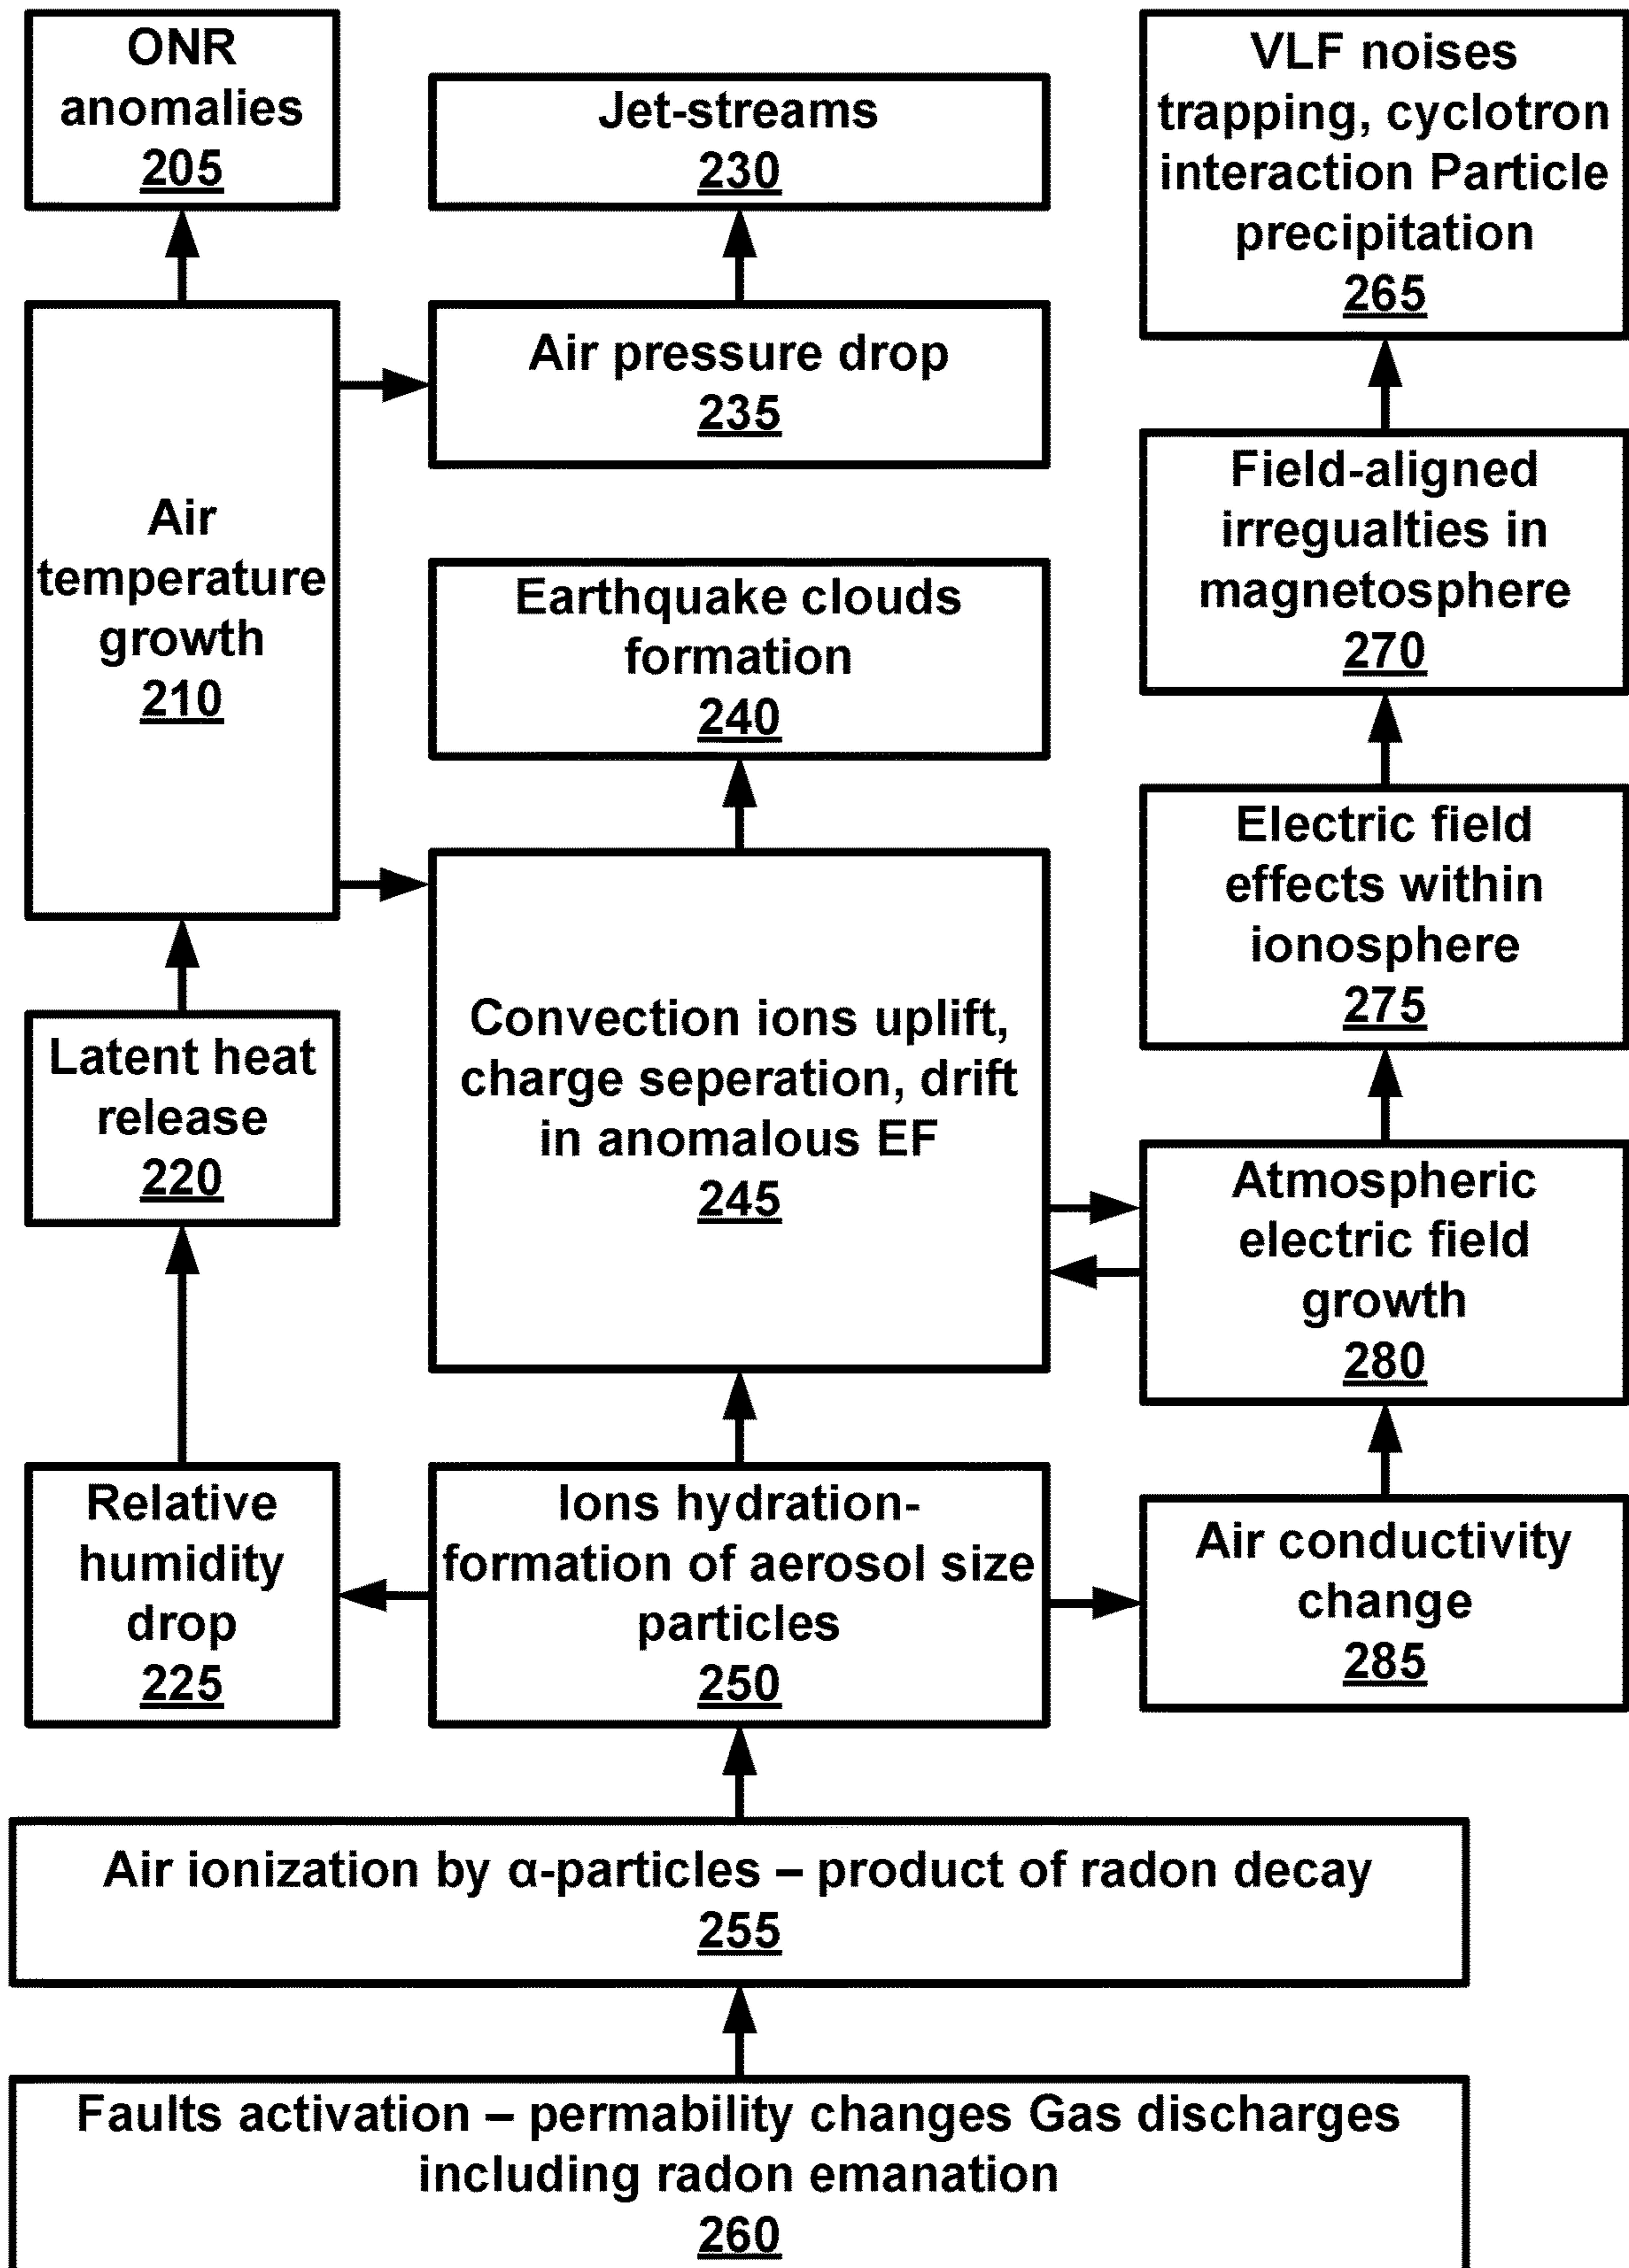 ONR
anomalies
205
Jet-streams
230
VLF noises
trapping, cyclotron
interaction Particle
precipitation
265
Air
temperature
growth
210
Air pressure drop
235
Field-aligned
irregualties in
magnetosphere
270
Earthquake clouds
formation
240
Electric field
effects within
ionosphere
275
Latent heat
release
220
Convection ions uplift,
charge seperation, drift
in anomalous EF
245
Atmospheric
electric field
growth
280
Relative
humidity
drop
225
Ions hydration-
formation of aerosol size
particles
250
Air conductivity
change
285
Air ionization by α-particles – product of radon decay
255
Faults activation – permability changes Gas discharges
including radon emanation
260